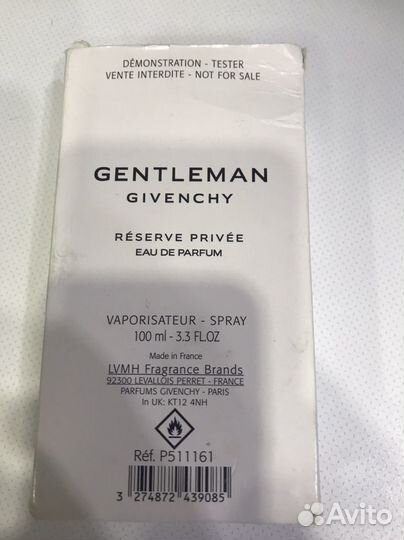 DÉMONSTRATION - TESTER
VENTE INTERDITE - NOT FOR SALE
GENTLEMAN
GIVENCHY
RÉSERVE PRIVÉE
EAU DE PARFUM
VAPORISATEUR - SPRAY
100 ml - 3.3 FL.OZ
Made in France
LVMH Fragrance Brands
92300 LEVALLOIS PERRET - FRANCE
PARFUMS GIVENCHY - PARIS
In UK: KT12 4NH
Réf. P511161
3 274872 439085
Avito